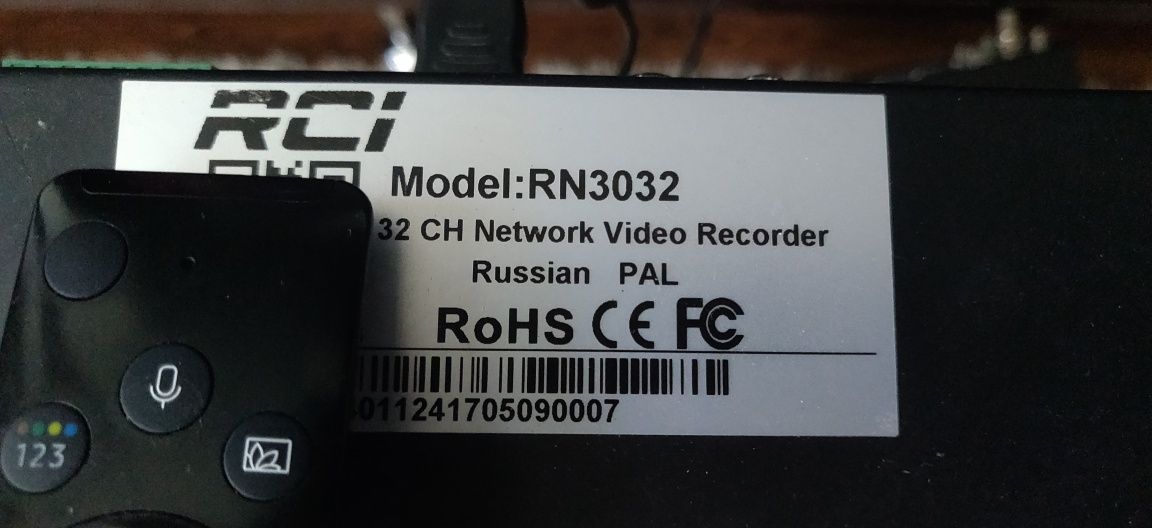 RCI
Model:RN3032
32 CH Network Video Recorder
Russian PAL
RoHS CE FC
011241705090007
123